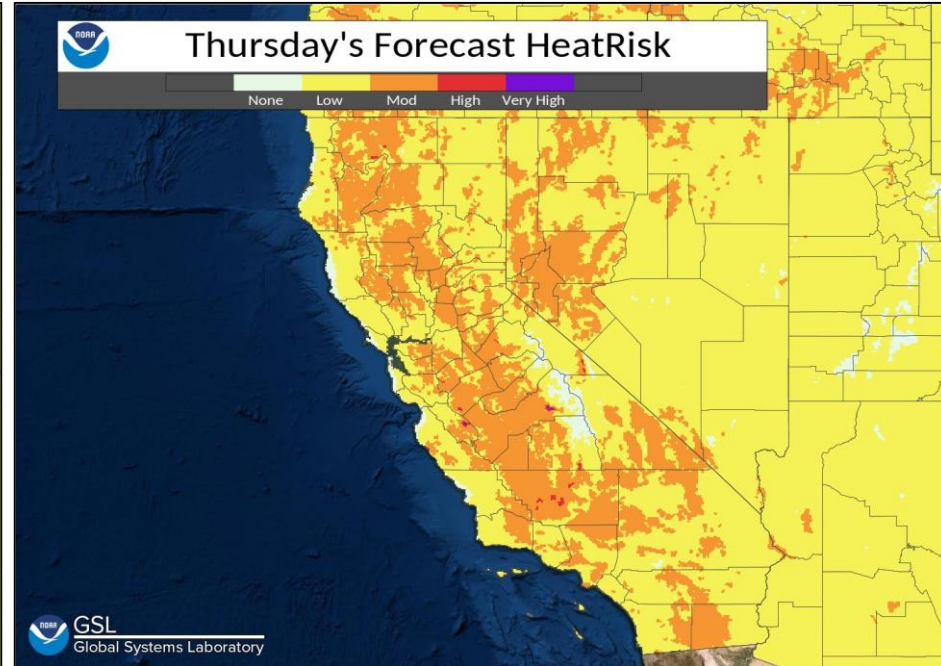 NOAA
Thursday's Forecast HeatRisk
None Low Mod High Very High
NOAA
GSL
Global Systems Laboratory